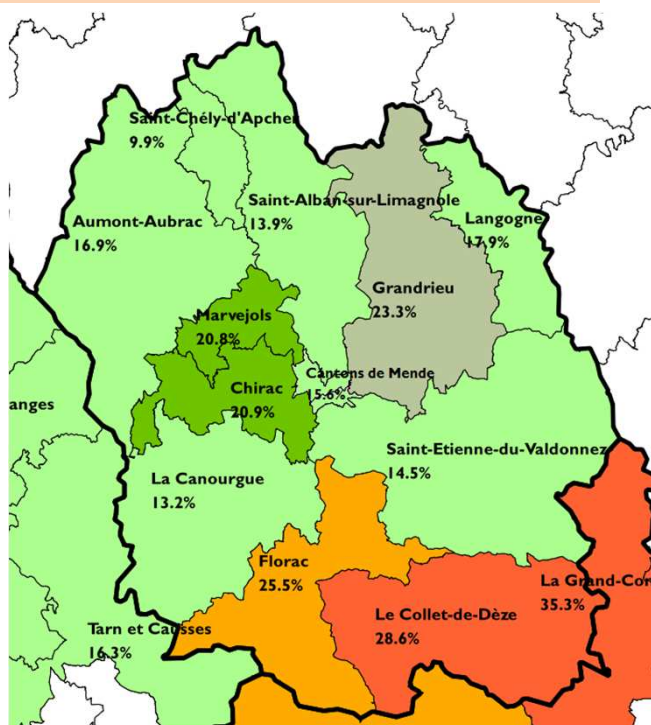 Saint-Chély-d'Apcher
9.9%
Saint-Alban-sur-Limagnole
13.9%
Aumont-Aubrac
16.9%
Langogne
17.9%
Grandrieu
23.3%
Marvejols
20.8%
Cantons de Mende
15.6%
Chirac
20.9%
anges
Saint-Etienne-du-Valdonnez
14.5%
La Canourgue
13.2%
Florac
25.5%
La Grand-Com
35.3%
Le Collet-de-Dèze
28.6%
Tarn et Causses
16.3%